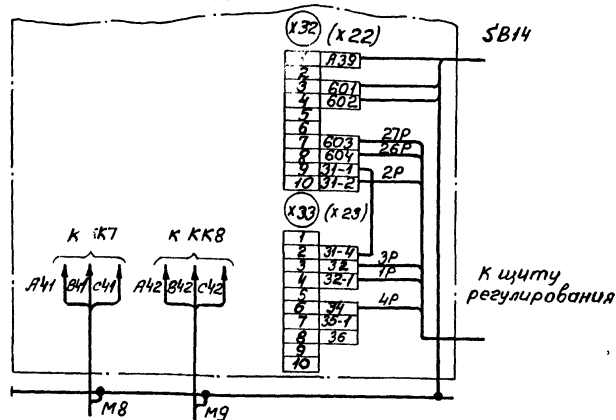 X32 (X22)
SB14
1 A39
2
3 601
4 602
5
6
7 603 27P
8 604 26P
9 31-1
10 31-2 2P
X33 (X23)
1
2 31-4
3 32 3P
4 32-1 1P
5
6 34 4P
7 35-1
8 36
9
10
К КК7
К КК8
A41 B41 C41
A42 B42 C42
К щиту
регулирования
M8
M9